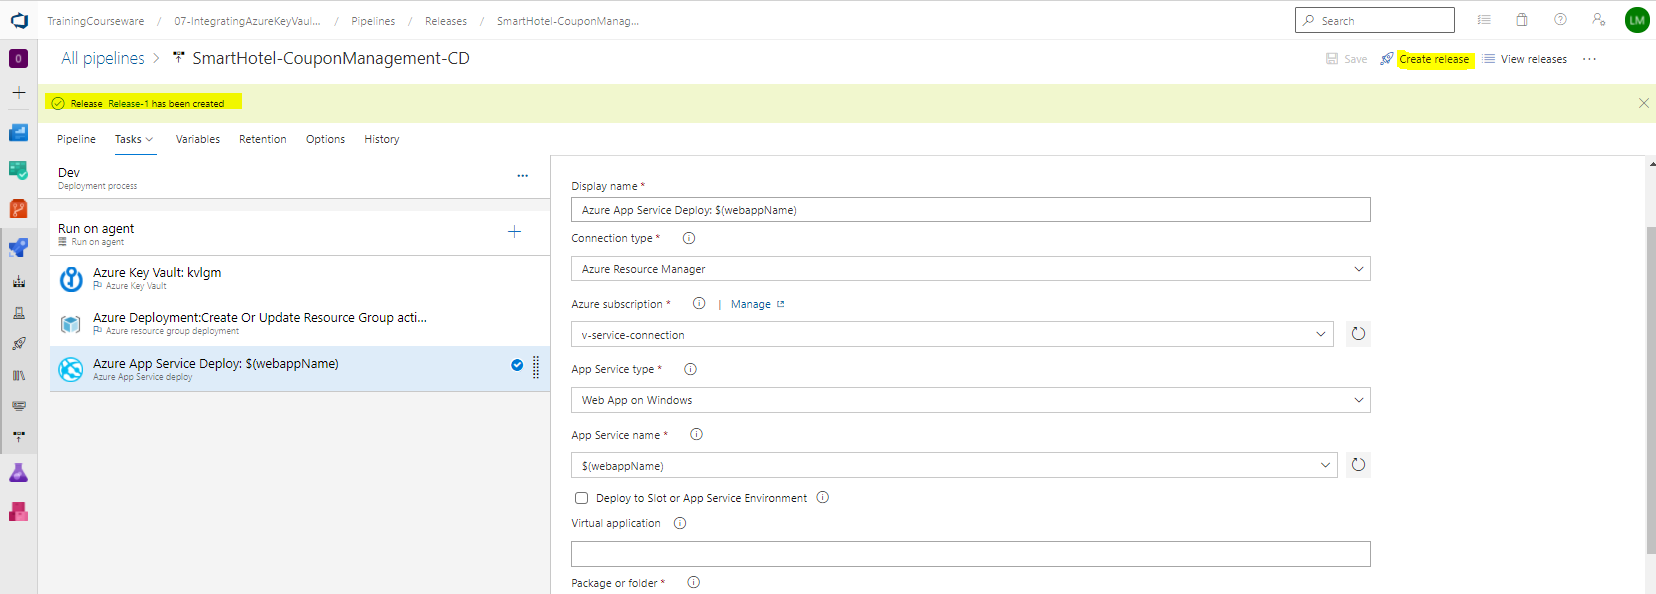 TrainingCourseware / 07-IntegratingAzureKeyVaul... / Pipelines / Releases / SmartHotel-CouponManag...
Search
LM
O
All pipelines > SmartHotel-CouponManagement-CD
Save Create release View releases ...
Release Release-1 has been created
Pipeline Tasks Variables Retention Options History
Dev
Deployment process
...
Run on agent
Run on agent
Azure Key Vault: kvlgm
Azure Key Vault
Azure Deployment:Create Or Update Resource Group acti...
Azure resource group deployment
Azure App Service Deploy: $(webappName)
Azure App Service deploy
Display name *
Azure App Service Deploy: $(webappName)
Connection type *
Azure Resource Manager
Azure subscription * | Manage
v-service-connection
App Service type *
Web App on Windows
App Service name *
$(webappName)
Deploy to Slot or App Service Environment
Virtual application
Package or folder *